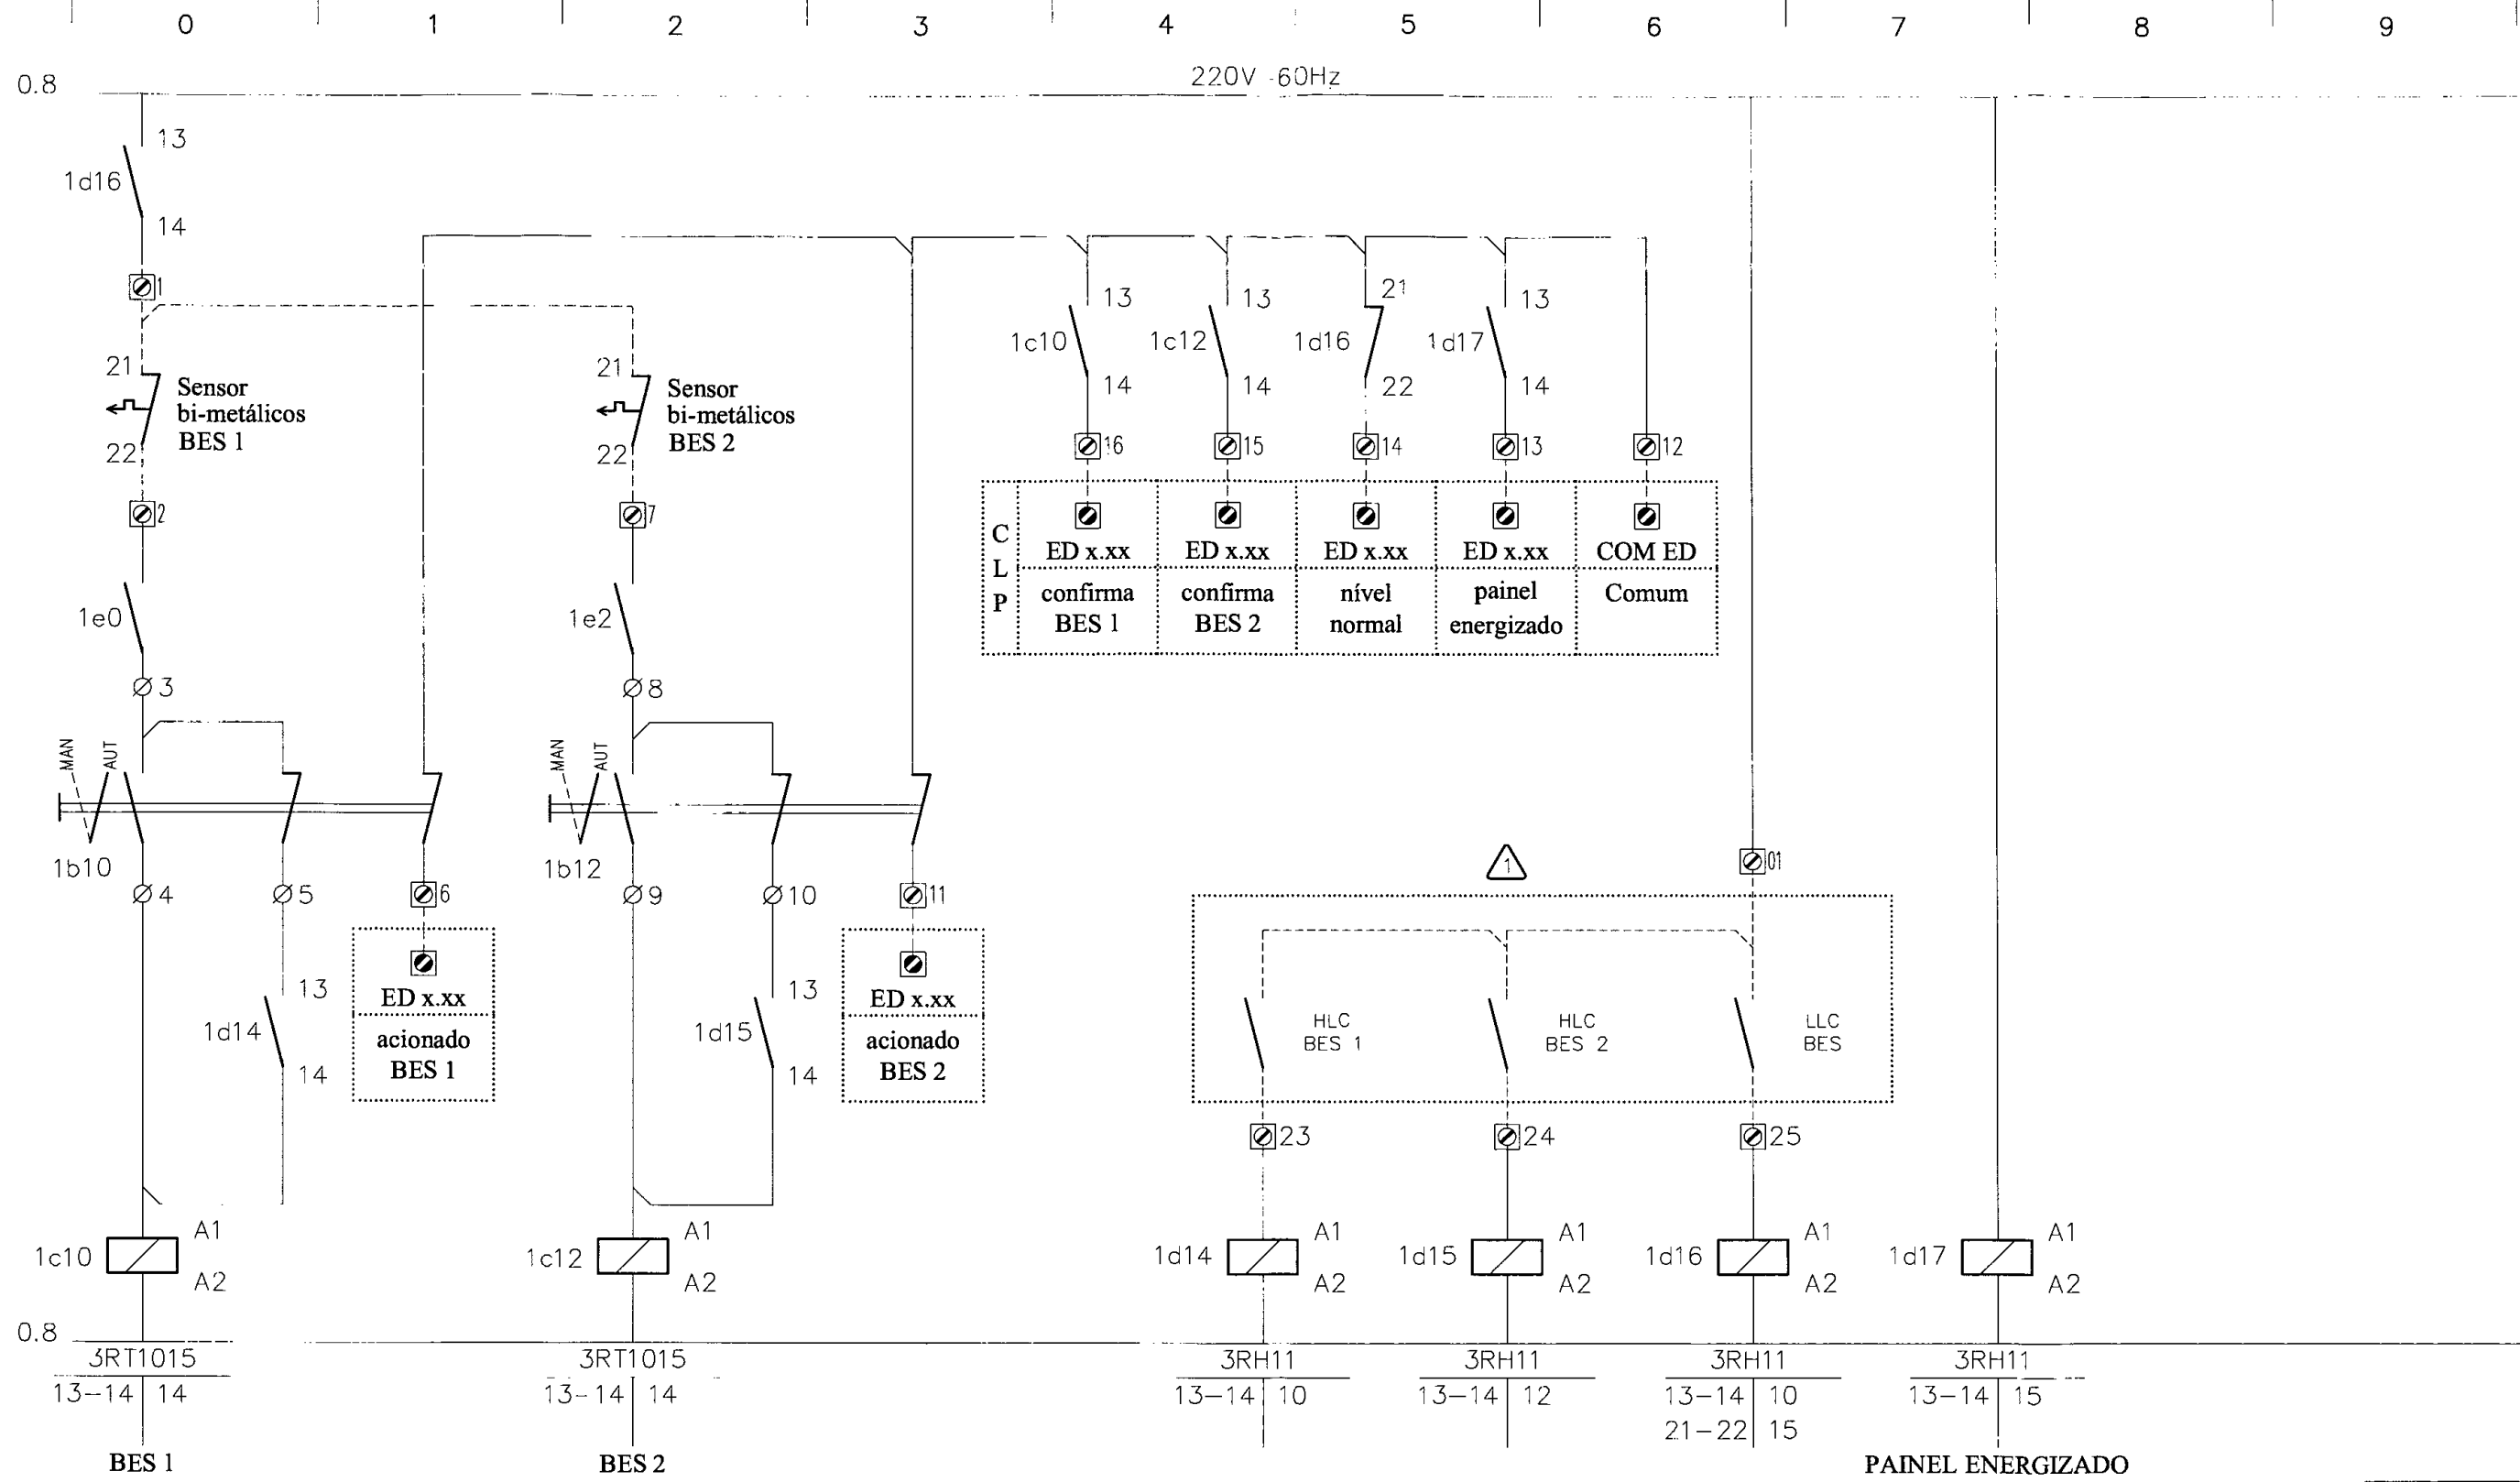 0 1 2 3 4 5 6 7 8 9
220V -60Hz
0.8
13
1d16
14
1
21
Sensor
bi-metálicos
BES 1
22
2
1e0
3
MAN
AUT
1b10
4
5
6
ED x.xx
acionado
BES 1
13
1d14
14
1c10
A1
A2
21
Sensor
bi-metálicos
BES 2
22
7
1e2
8
MAN
AUT
1b12
9
10
11
ED x.xx
acionado
BES 2
13
1d15
14
1c12
A1
A2
13
1c10
14
16
13
1c12
14
15
21
1d16
22
14
13
1d17
14
13
12
C
L
P
ED x.xx ED x.xx ED x.xx ED x.xx COM ED
confirma confirma nível painel Comum
BES 1 BES 2 normal energizado
1
01
HLC
BES 1
HLC
BES 2
LLC
BES
23
24
25
1d14
A1
A2
1d15
A1
A2
1d16
A1
A2
1d17
A1
A2
0.8
3RT1015 3RT1015 3RH11 3RH11 3RH11 3RH11
13-14 14 13-14 14 13-14 10 13-14 12 13-14 10 13-14 15
21-22 15
BES 1 BES 2 PAINEL ENERGIZADO